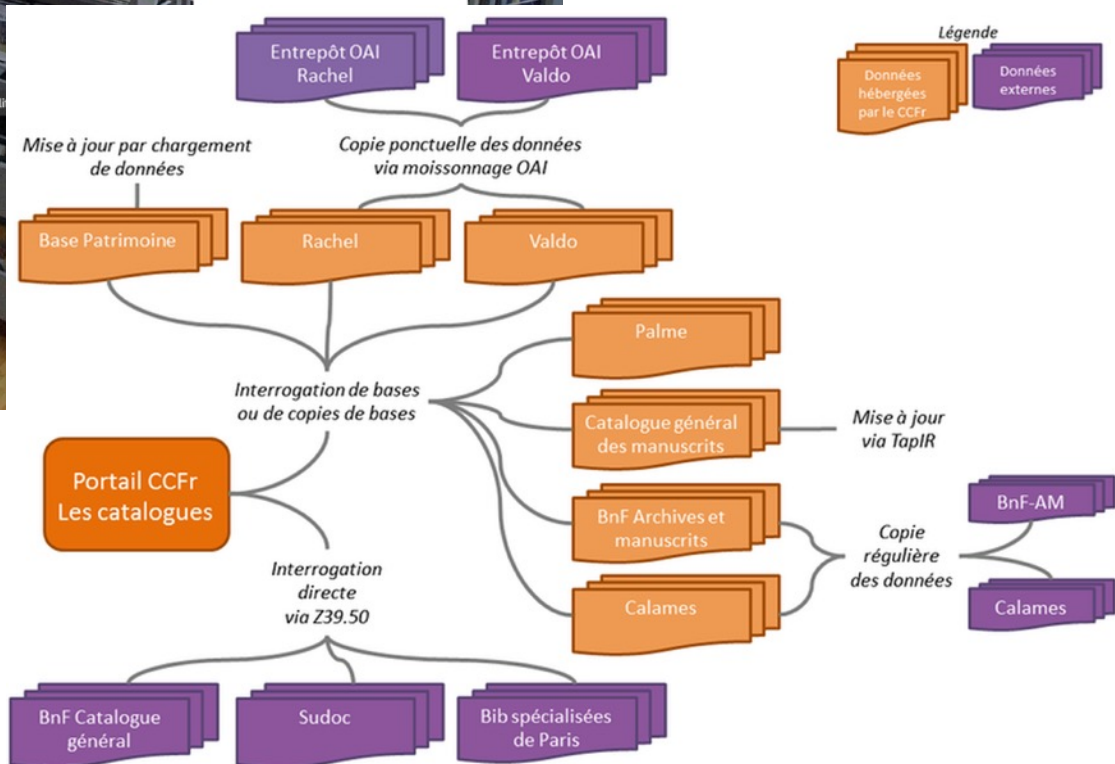 Entrepôt OAI
Rachel
Entrepôt OAI
Valdo
Légende
Données
hébergées
par le CCFr
Données
externes
Mise à jour par chargement
de données
Copie ponctuelle des données
via moissonnage OAI
Base Patrimoine
Rachel
Valdo
Palme
Interrogation de bases
ou de copies de bases
Catalogue général
des manuscrits
Mise à jour
via TapIR
Portail CCFr
Les catalogues
BnF Archives et
manuscrits
Copie
régulière
des données
BnF-AM
Calames
Calames
Interrogation
directe
via Z39.50
BnF Catalogue
général
Sudoc
Bib spécialisées
de Paris